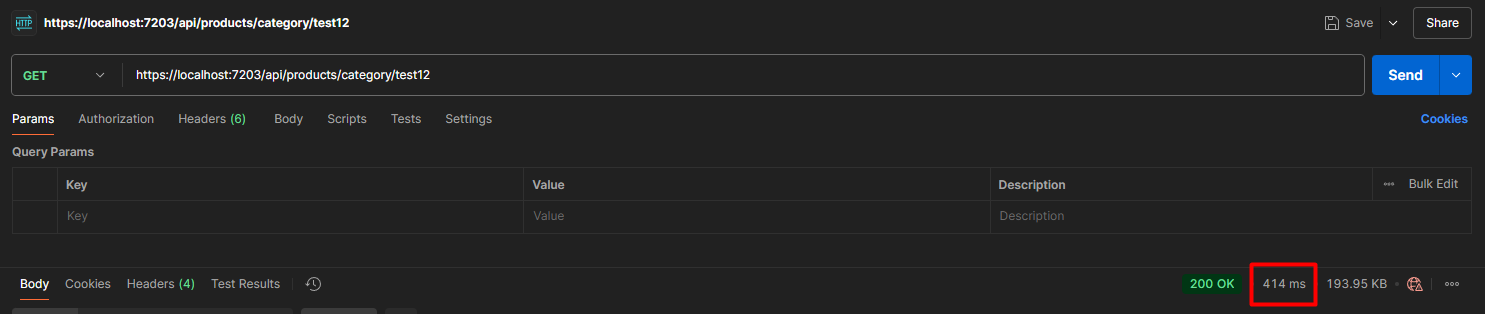 HTTP https://localhost:7203/api/products/category/test12 Save Share
GET https://localhost:7203/api/products/category/test12 Send
Params Authorization Headers (6) Body Scripts Tests Settings Cookies
Query Params
Key Value Description Bulk Edit
Key Value Description
Body Cookies Headers (4) Test Results 200 OK 414 ms 193.95 KB